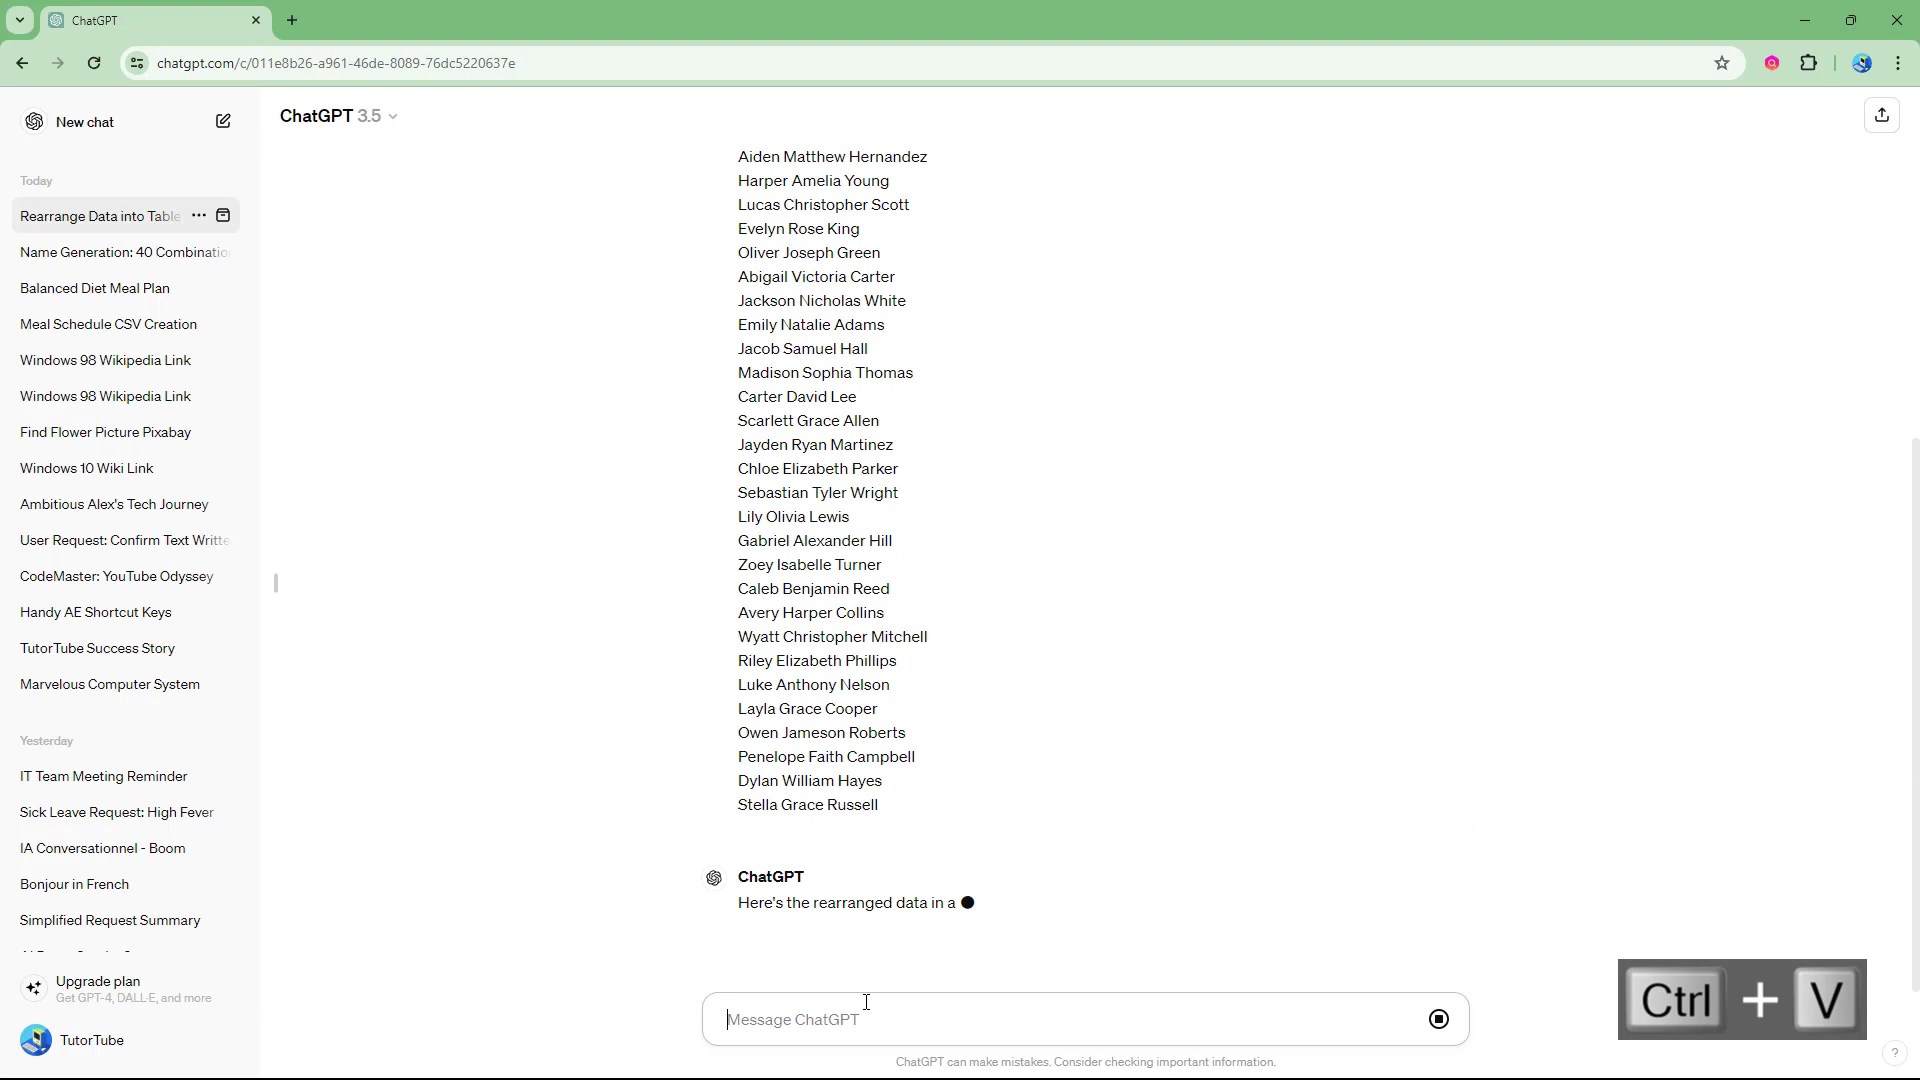 ChatGPT
chatgpt.com/c/011e8b26-a961-46de-8089-76dc5220637e
New chat
ChatGPT 3.5
Today
Rearrange Data into Table
Name Generation: 40 Combinatio
Balanced Diet Meal Plan
Meal Schedule CSV Creation
Windows 98 Wikipedia Link
Windows 98 Wikipedia Link
Find Flower Picture Pixabay
Windows 10 Wiki Link
Ambitious Alex's Tech Journey
User Request: Confirm Text Writte
CodeMaster: YouTube Odyssey
Handy AE Shortcut Keys
TutorTube Success Story
Marvelous Computer System
Yesterday
IT Team Meeting Reminder
Sick Leave Request: High Fever
IA Conversationnel - Boom
Bonjour in French
Simplified Request Summary
Upgrade plan
Get GPT-4, DALL·E, and more
TutorTube
Aiden Matthew Hernandez
Harper Amelia Young
Lucas Christopher Scott
Evelyn Rose King
Oliver Joseph Green
Abigail Victoria Carter
Jackson Nicholas White
Emily Natalie Adams
Jacob Samuel Hall
Madison Sophia Thomas
Carter David Lee
Scarlett Grace Allen
Jayden Ryan Martinez
Chloe Elizabeth Parker
Sebastian Tyler Wright
Lily Olivia Lewis
Gabriel Alexander Hill
Zoey Isabelle Turner
Caleb Benjamin Reed
Avery Harper Collins
Wyatt Christopher Mitchell
Riley Elizabeth Phillips
Luke Anthony Nelson
Layla Grace Cooper
Owen Jameson Roberts
Penelope Faith Campbell
Dylan William Hayes
Stella Grace Russell
ChatGPT
Here's the rearranged data in a
Message ChatGPT
ChatGPT can make mistakes. Consider checking important information.
Ctrl + V
?